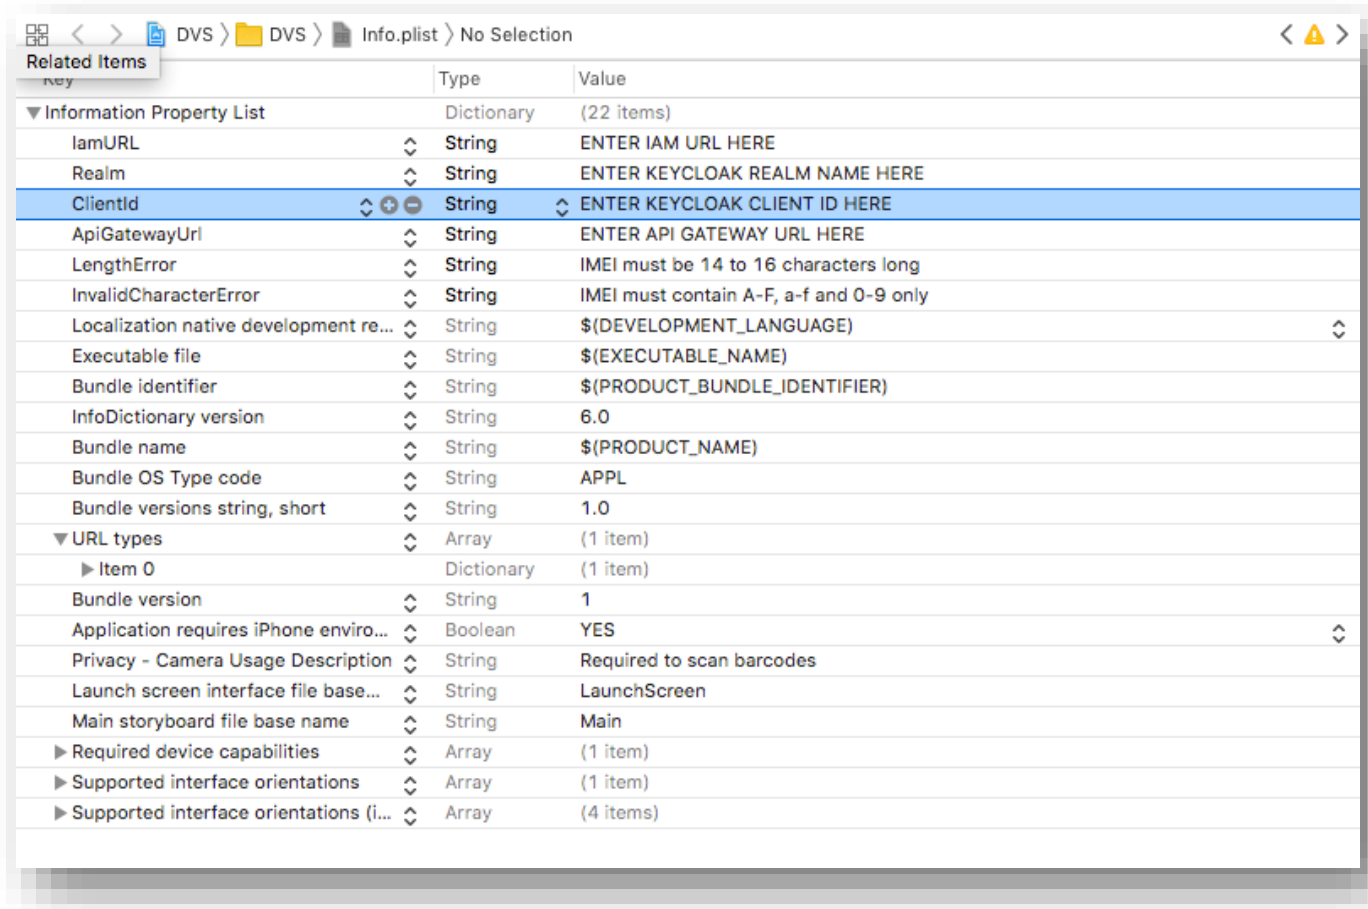 DVS DVS Info.plist No Selection
Related Items
Key Type Value
Information Property List Dictionary (22 items)
IamURL String ENTER IAM URL HERE
Realm String ENTER KEYCLOAK REALM NAME HERE
ClientId String ENTER KEYCLOAK CLIENT ID HERE
ApiGatewayUrl String ENTER API GATEWAY URL HERE
LengthError String IMEI must be 14 to 16 characters long
InvalidCharacterError String IMEI must contain A-F, a-f and 0-9 only
Localization native development re... String $(DEVELOPMENT_LANGUAGE)
Executable file String $(EXECUTABLE_NAME)
Bundle identifier String $(PRODUCT_BUNDLE_IDENTIFIER)
InfoDictionary version String 6.0
Bundle name String $(PRODUCT_NAME)
Bundle OS Type code String APPL
Bundle versions string, short String 1.0
URL types Array (1 item)
Item 0 Dictionary (1 item)
Bundle version String 1
Application requires iPhone enviro... Boolean YES
Privacy - Camera Usage Description String Required to scan barcodes
Launch screen interface file base... String LaunchScreen
Main storyboard file base name String Main
Required device capabilities Array (1 item)
Supported interface orientations Array (1 item)
Supported interface orientations (i... Array (4 items)